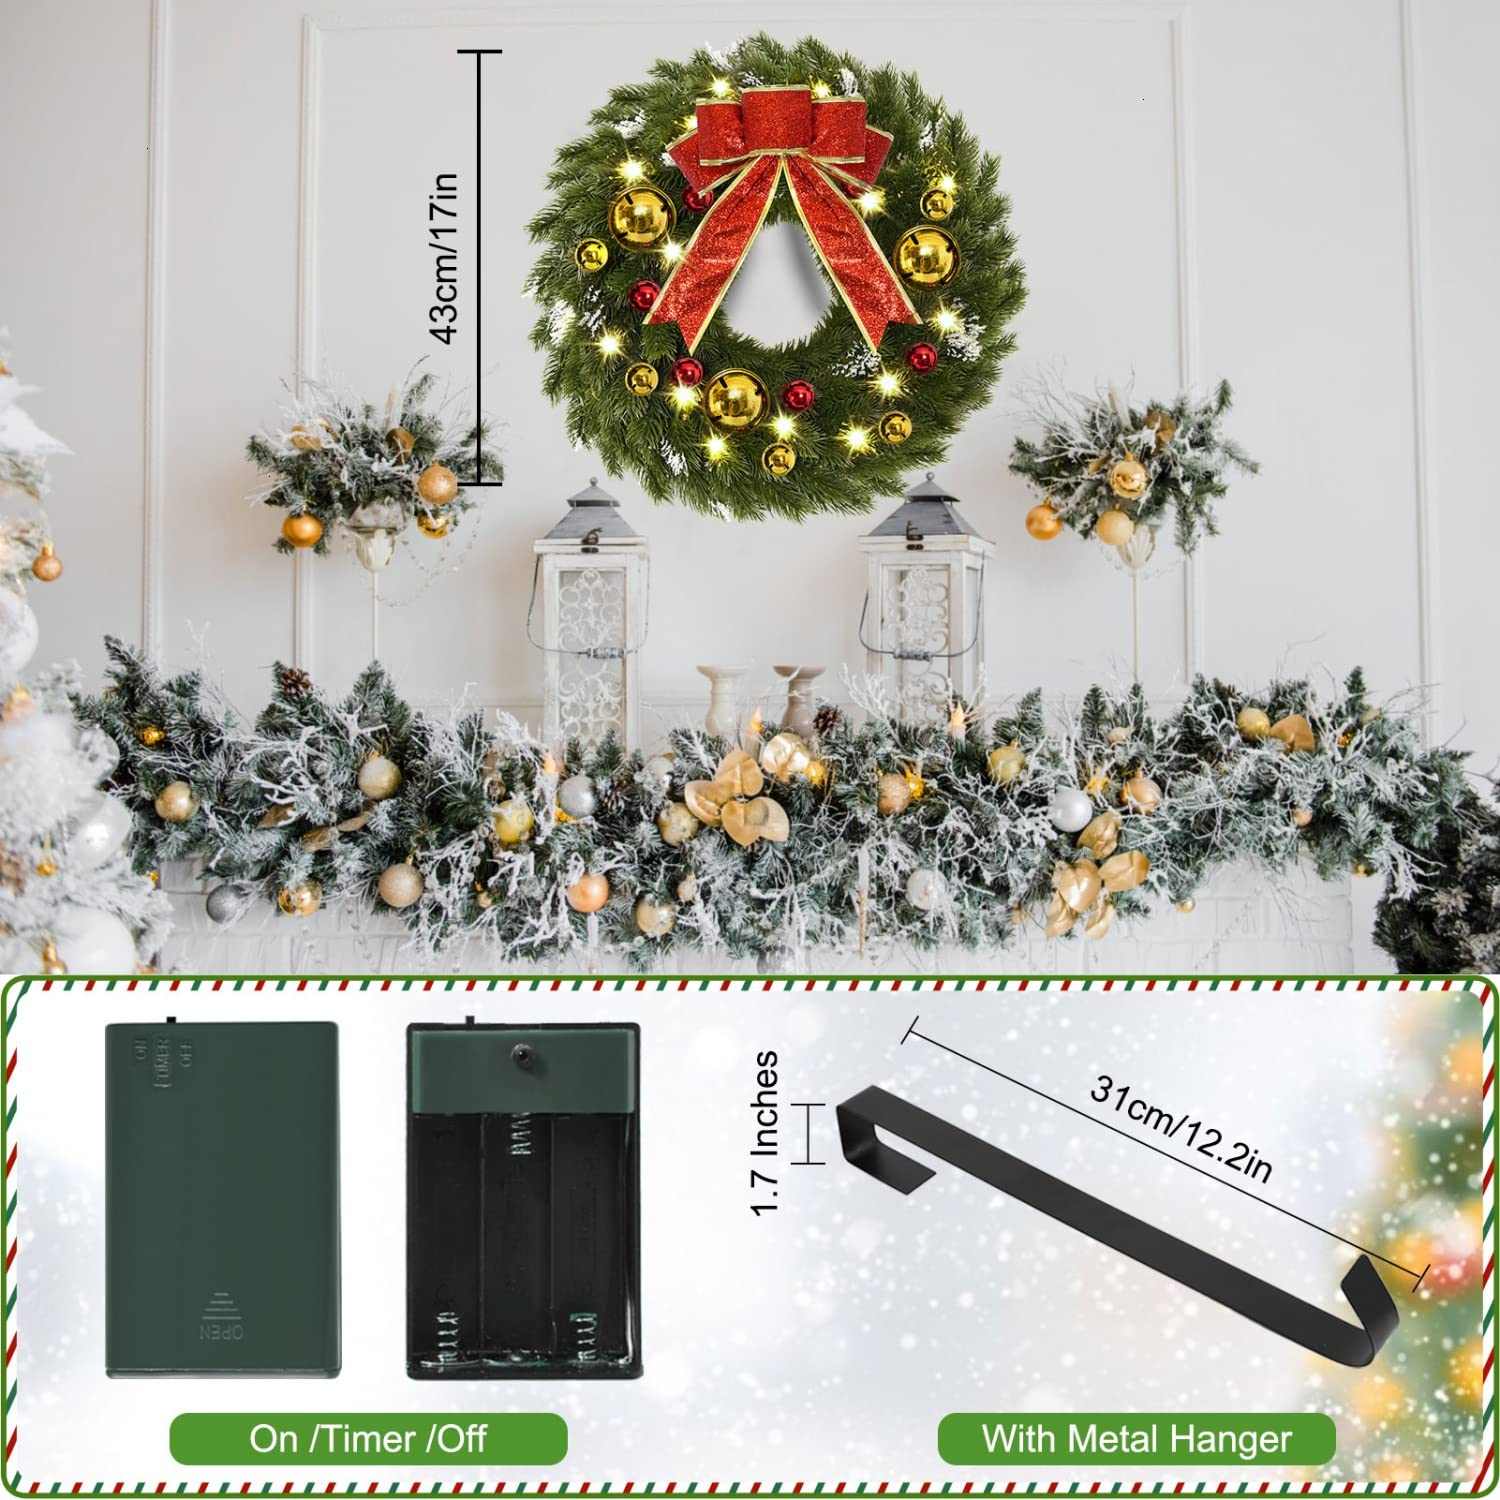 43cm/17in
ON
TIMER
OFF
OPEN
1.7 Inches
31cm/12.2in
On /Timer /Off
With Metal Hanger